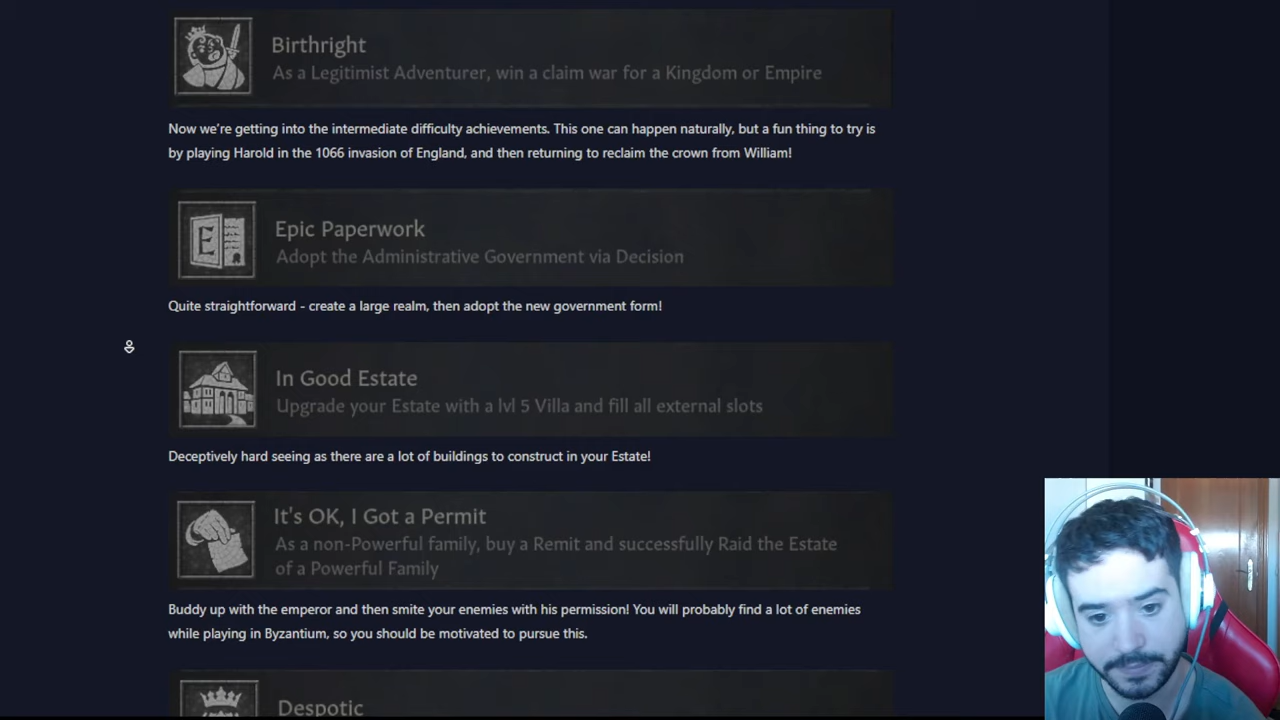 Birthright
As a Legitimist Adventurer, win a claim war for a Kingdom or Empire
Now we're getting into the intermediate difficulty achievements. This one can happen naturally, but a fun thing to try is
by playing Harold in the 1066 invasion of England, and then returning to reclaim the crown from William!
E
Epic Paperwork
Adopt the Administrative Government via Decision
Quite straightforward - create a large realm, then adopt the new government form!
In Good Estate
Upgrade your Estate with a lvl 5 Villa and fill all external slots
Deceptively hard seeing as there are a lot of buildings to construct in your Estate!
It's OK, I Got a Permit
As a non-Powerful family, buy a Remit and successfully Raid the Estate
of a Powerful Family
Buddy up with the emperor and then smite your enemies with his permission! You will probably find a lot of enemies
while playing in Byzantium, so you should be motivated to pursue this.
Despotic